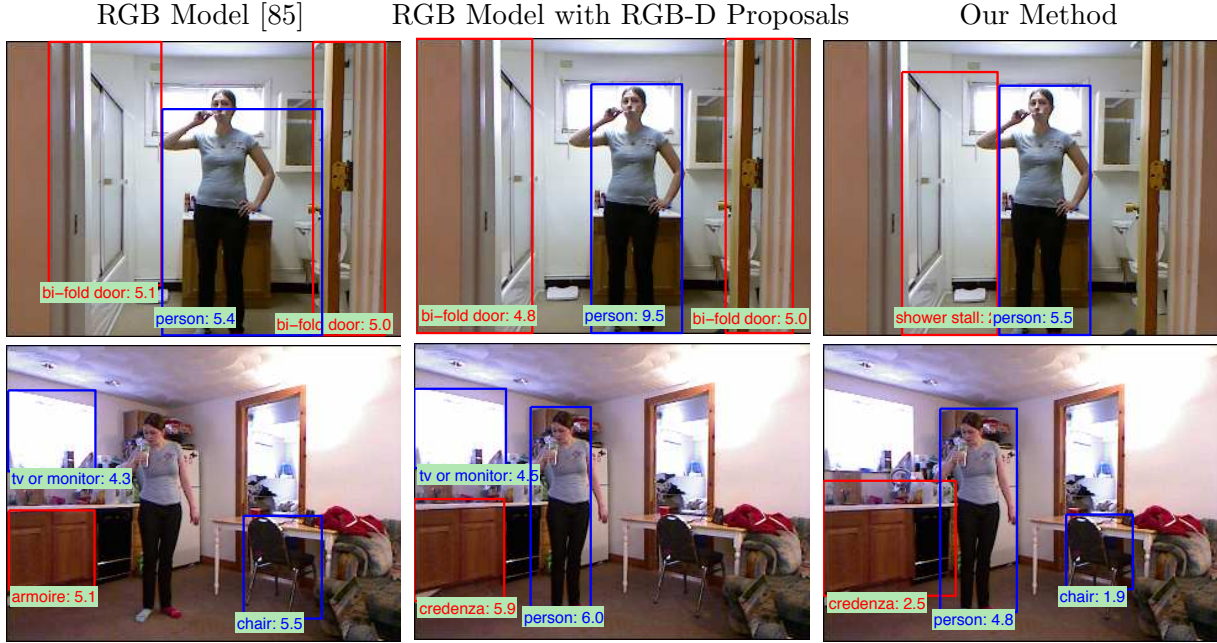 RGB Model [85]
RGB Model with RGB-D Proposals
Our Method
bi-fold door: 5.1
person: 5.4
bi-fold door: 5.0
bi-fold door: 4.8
person: 9.5
bi-fold door: 5.0
shower stall:
person: 5.5
tv or monitor: 4.3
armoire: 5.1
chair: 5.5
tv or monitor: 4.5
credenza: 5.9
person: 6.0
credenza: 2.5
person: 4.8
chair: 1.9